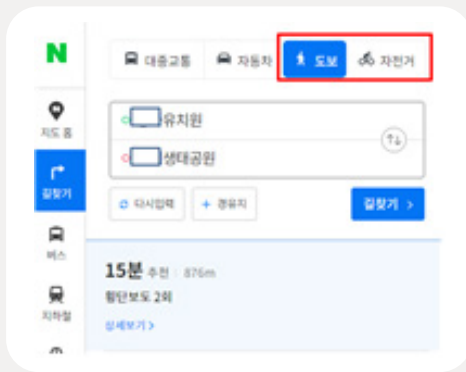 N
대중교통 자동차 도보 자전거
지도 홈
유치원
생태공원
길찾기
다시입력 + 경유지 길찾기 >
버스
15분 추천 876m
횡단보도 2회
지하철
상세보기 >